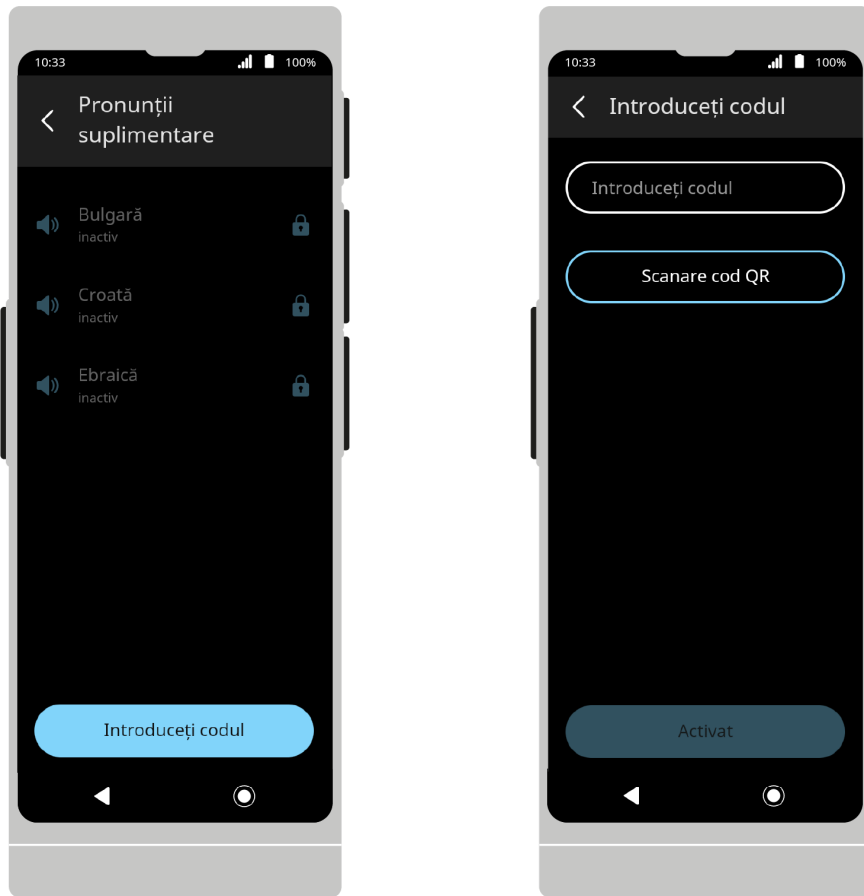 10:33 100%
Pronunții
suplimentare
Bulgară
inactiv
Croată
inactiv
Ebraică
inactiv
Introduceți codul
10:33 100%
Introduceți codul
Introduceți codul
Scanare cod QR
Activat